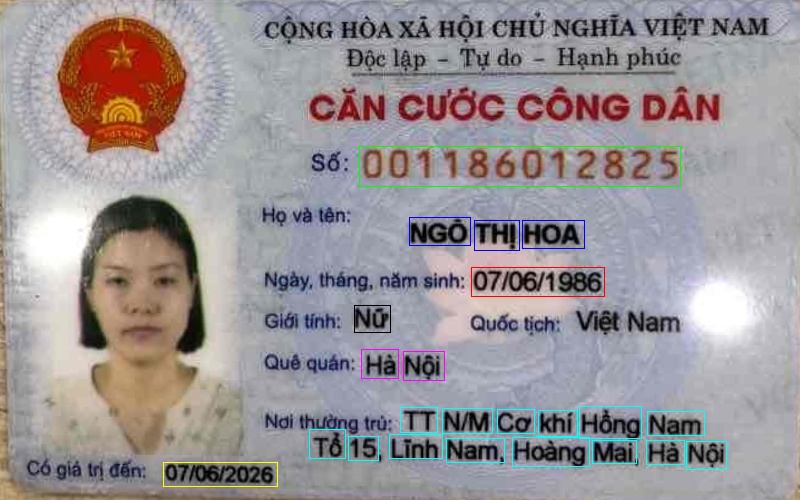 CỘNG HÒA XÃ HỘI CHỦ NGHĨA VIỆT NAM
Độc lập – Tự do – Hạnh phúc
CĂN CƯỚC CÔNG DÂN
Số: 001186012825
Họ và tên:
NGÔ THỊ HOA
Ngày, tháng, năm sinh: 07/06/1986
Giới tính: Nữ Quốc tịch: Việt Nam
Quê quán: Hà Nội
Nơi thường trú: TT N/M Cơ khí Hồng Nam
Tổ 15, Lĩnh Nam, Hoàng Mai, Hà Nội
Có giá trị đến: 07/06/2026
VIỆT NAM